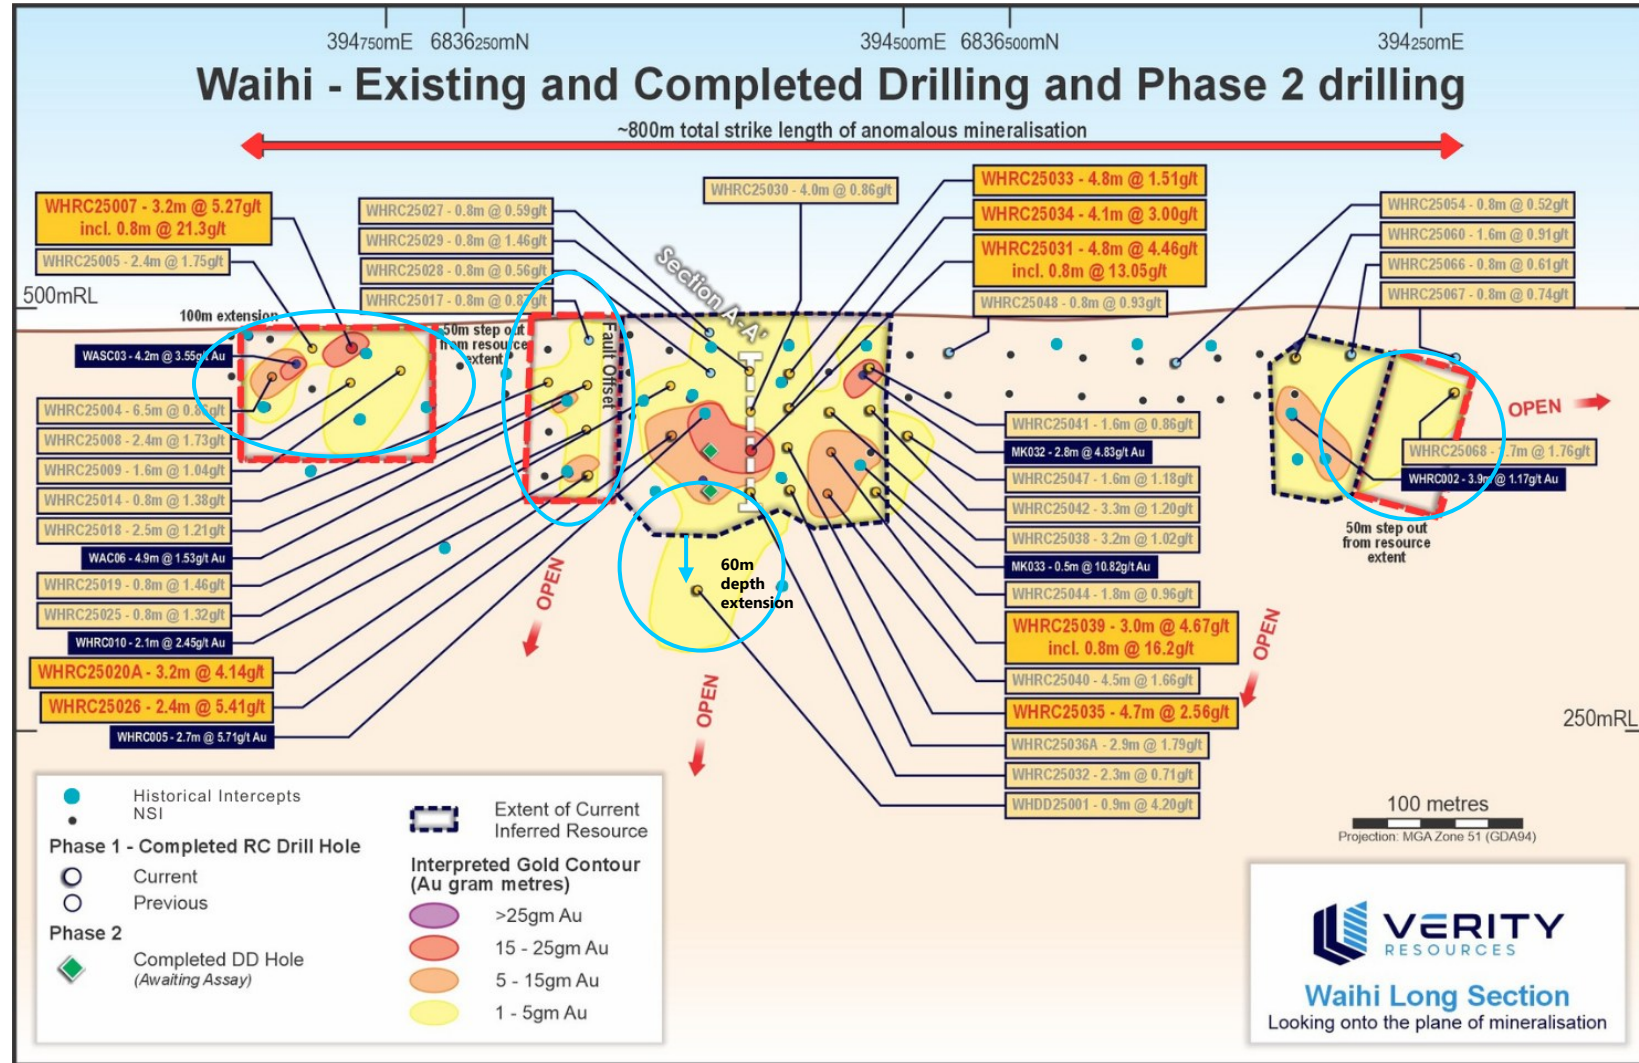 394750mE 6836250mN
394500mE 6836500mN
394250mE
Waihi - Existing and Completed Drilling and Phase 2 drilling
~800m total strike length of anomalous mineralisation
WHRC25007 - 3.2m @ 5.27g/t
incl. 0.8m @ 21.3g/t
WHRC25005 - 2.4m @ 1.75g/t
500mRL
100m extension
WASC03 - 4.2m @ 3.55g/t Au
WHRC25004 - 6.5m @ g/t
WHRC25008 - 2.4m @ 1.73g/t
WHRC25009 - 1.6m @ 1.04g/t
WHRC25014 - 0.8m @ 1.38g/t
WHRC25018 - 2.5m @ 1.21g/t
WAC06 - 4.9m @ 1.53g/t Au
WHRC25019 - 0.8m @ 1.46g/t
WHRC25025 - 0.8m @ 1.32g/t
WHRC010 - 2.1m @ 2.45g/t Au
WHRC25020A - 3.2m @ 4.14g/t
WHRC25026 - 2.4m @ 5.41g/t
WHRC005 - 2.7m @ 5.71g/t Au
WHRC25027 - 0.8m @ 0.59g/t
WHRC25029 - 0.8m @ 1.46g/t
WHRC25028 - 0.8m @ 0.56g/t
WHRC25017 - 0.8m @ g/t
50m step out
from resource
extent
Fault Offset
Section A-A'
WHRC25030 - 4.0m @ 0.86g/t
WHRC25033 - 4.8m @ 1.51g/t
WHRC25034 - 4.1m @ 3.00g/t
WHRC25031 - 4.8m @ 4.46g/t
incl. 0.8m @ 13.05g/t
WHRC25048 - 0.8m @ 0.93g/t
WHRC25054 - 0.8m @ 0.52g/t
WHRC25060 - 1.6m @ 0.91g/t
WHRC25066 - 0.8m @ 0.61g/t
WHRC25067 - 0.8m @ 0.74g/t
OPEN
WHRC25068 - .7m @ 1.76g/t
WHRC002 - 3.9m @ 1.17g/t Au
50m step out
from resource
extent
WHRC25041 - 1.6m @ 0.86g/t
MK032 - 2.8m @ 4.83g/t Au
WHRC25047 - 1.6m @ 1.18g/t
WHRC25042 - 3.3m @ 1.20g/t
WHRC25038 - 3.2m @ 1.02g/t
MK033 - 0.5m @ 10.82g/t Au
WHRC25044 - 1.8m @ 0.96g/t
WHRC25039 - 3.0m @ 4.67g/t
incl. 0.8m @ 16.2g/t
WHRC25040 - 4.5m @ 1.66g/t
WHRC25035 - 4.7m @ 2.56g/t
WHRC25036A - 2.9m @ 1.79g/t
WHRC25032 - 2.3m @ 0.71g/t
WHDD25001 - 0.9m @ 4.20g/t
60m
depth
extension
OPEN
OPEN
OPEN
250mRL
Historical Intercepts
NSI
Phase 1 - Completed RC Drill Hole
Current
Previous
Phase 2
Completed DD Hole
(Awaiting Assay)
Extent of Current
Inferred Resource
Interpreted Gold Contour
(Au gram metres)
>25gm Au
15 - 25gm Au
5 - 15gm Au
1 - 5gm Au
100 metres
Projection: MGA Zone 51 (GDA94)
VERITY
RESOURCES
Waihi Long Section
Looking onto the plane of mineralisation